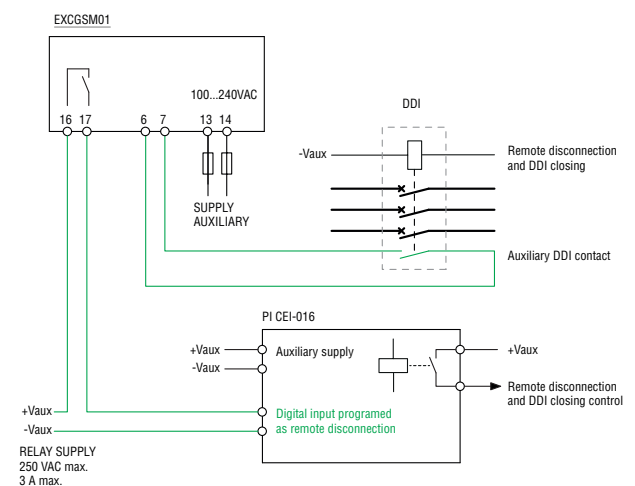 EXCGSM01
100...240VAC
16 17 6 7 13 14
SUPPLY
AUXILIARY
DDI
-Vaux
Remote disconnection
and DDI closing
Auxiliary DDI contact
PI CEI-016
+Vaux
-Vaux
Auxiliary supply
+Vaux
Remote disconnection
and DDI closing control
Digital input programed
as remote disconnection
+Vaux
-Vaux
RELAY SUPPLY
250 VAC max.
3 A max.